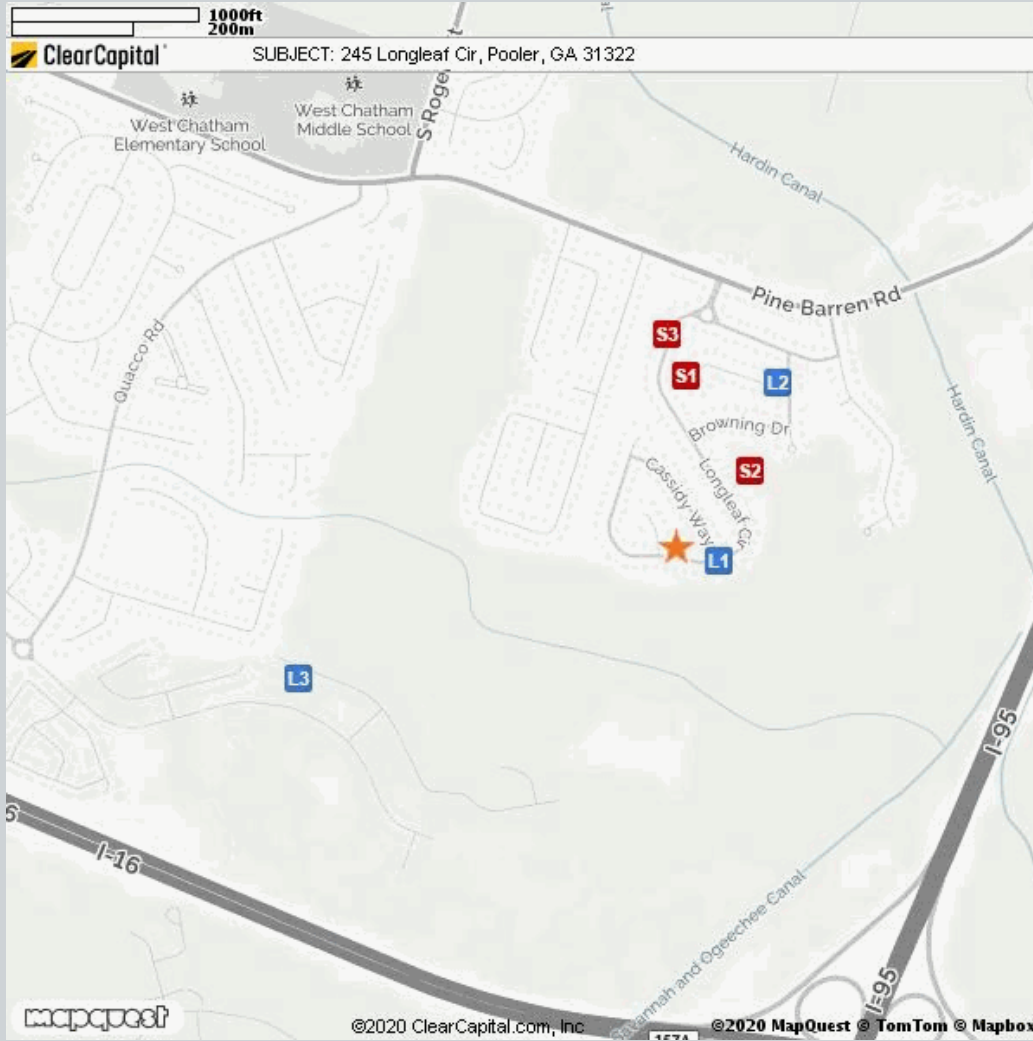 1000ft
200m
ClearCapital
SUBJECT: 245 Longleaf Cir, Pooler, GA 31322
West Chatham
Elementary School
West Chatham
Middle School
Hardin Canal
Pine Barren Rd
S3
S1
L2
Quacco Rd
Browning Dr
Hardin Canal
S2
Cassidy Way
Longleaf Cir
L1
L3
I-95
I-16
Savannah and Ogeechee Canal
I-95
mapquest
©2020 ClearCapital.com, Inc
©2020 MapQuest © TomTom © Mapbox